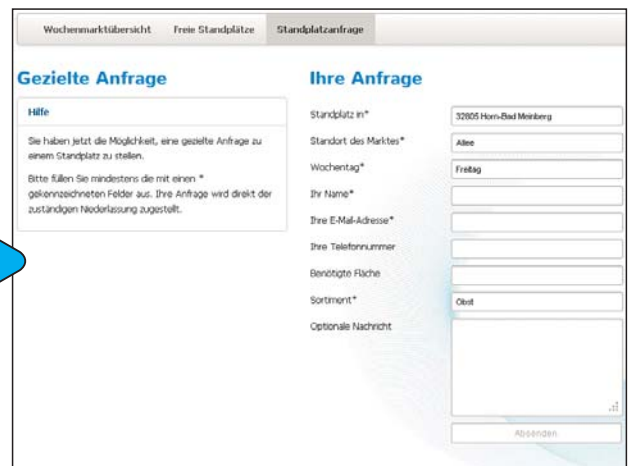 Wochenmarktübersicht Freie Standplätze Standplatzanfrage
Gezielte Anfrage
Hilfe
Sie haben jetzt die Möglichkeit, eine gezielte Anfrage zu
einem Standplatz zu stellen.
Bitte füllen Sie mindestens die mit einen *
gekennzeichneten Felder aus. Ihre Anfrage wird direkt der
zuständigen Niederlassung zugestellt.
Ihre Anfrage
Standplatz in* 32805 Horn-Bad Meinberg
Standort des Marktes* Allee
Wochentag* Freitag
Ihr Name*
Ihre E-Mail-Adresse*
Ihre Telefonnummer
Benötigte Fläche
Sortiment* Obst
Optionale Nachricht
Absenden